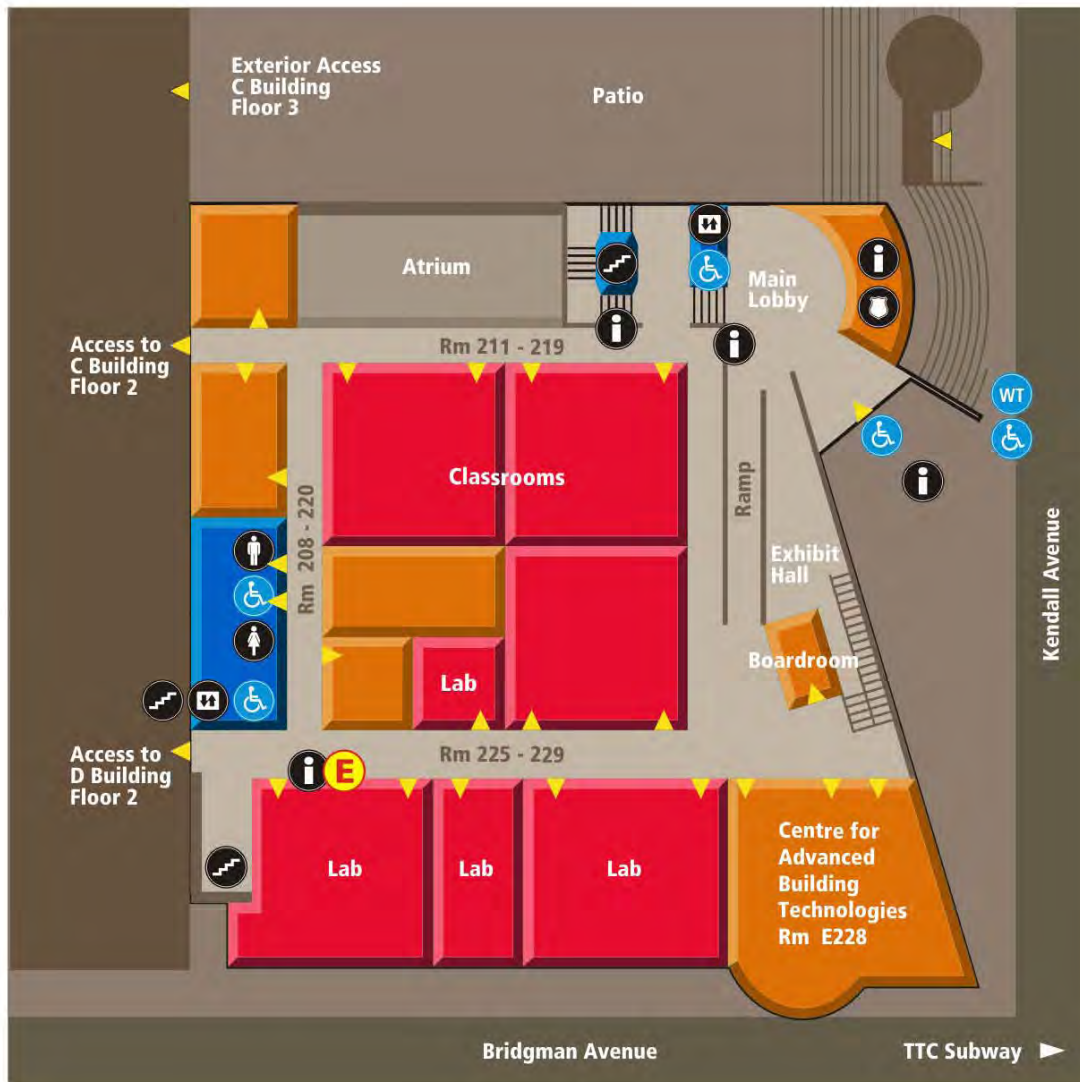 Exterior Access
C Building
Floor 3
Patio
Atrium
Main
Lobby
Access to
C Building
Floor 2
Rm 211 - 219
WT
Classrooms
Rm 208 - 220
Ramp
Exhibit
Hall
Kendall Avenue
Boardroom
Lab
Access to
D Building
Floor 2
Rm 225 - 229
E
Lab
Lab
Lab
Centre for
Advanced
Building
Technologies
Rm E228
Bridgman Avenue
TTC Subway